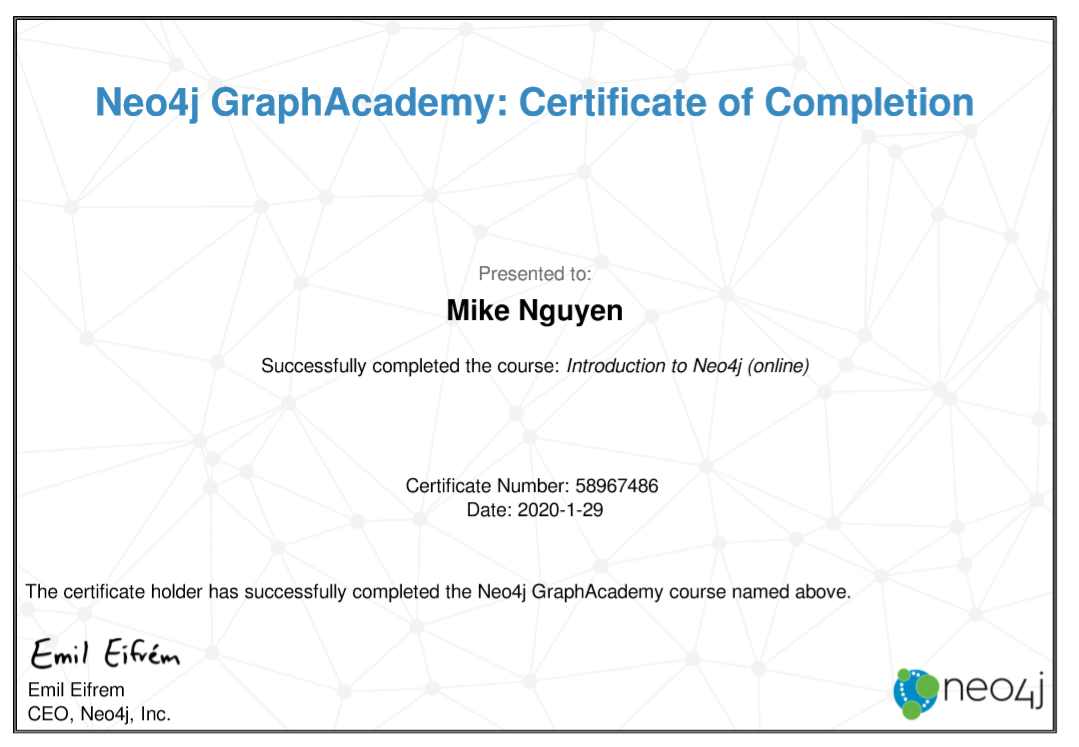 Neo4j GraphAcademy: Certificate of Completion
Presented to:
Mike Nguyen
Successfully completed the course: Introduction to Neo4j (online)
Certificate Number: 58967486
Date: 2020-1-29
The certificate holder has successfully completed the Neo4j GraphAcademy course named above.
Emil Eifrém
Emil Eifrem
CEO, Neo4j, Inc.
neo4j